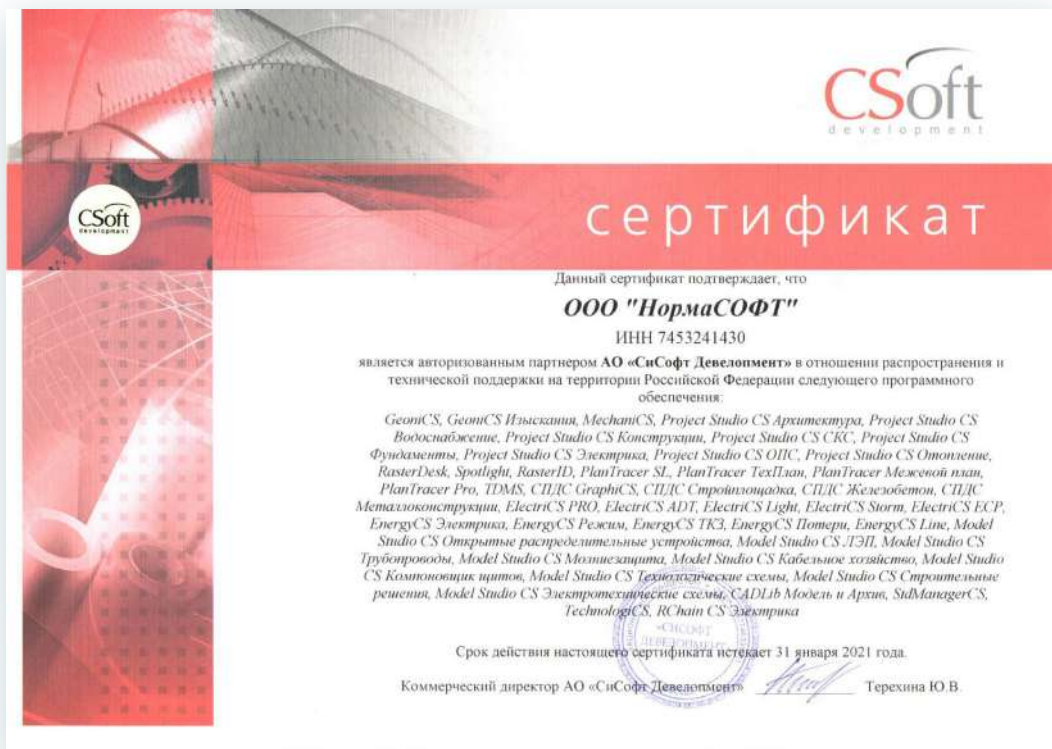 CSoft
development
CSoft
development
сертификат
Данный сертификат подтверждает, что
ООО "НормаСОФТ"
ИНН 7453241430
является авторизованным партнером АО «СиСофт Девелопмент» в отношении распространения и
технической поддержки на территории Российской Федерации следующего программного
обеспечения:
GeoniCS, GeoniCS Изыскания, MechaniCS, Project Studio CS Архитектура, Project Studio CS
Водоснабжение, Project Studio CS Конструкции, Project Studio CS СКС, Project Studio CS
Фундаменты, Project Studio CS Электрика, Project Studio CS ОПС, Project Studio CS Отопление,
RasterDesk, Spotlight, RasterID, PlanTracer SL, PlanTracer ТехПлан, PlanTracer Межевой план,
PlanTracer Pro, TDMS, СПДС GraphiCS, СПДС Стройплощадка, СПДС Железобетон, СПДС
Металлоконструкции, ElectriCS PRO, ElectriCS ADT, ElectriCS Light, ElectriCS Storm, ElectriCS ECP,
EnergyCS Электрика, EnergyCS Режим, EnergyCS ТКЗ, EnergyCS Потери, EnergyCS Line, Model
Studio CS Открытые распределительные устройства, Model Studio CS ЛЭП, Model Studio CS
Трубопроводы, Model Studio CS Молниезащита, Model Studio CS Кабельное хозяйство, Model Studio
CS Компоновщик щитов, Model Studio CS Технологические схемы, Model Studio CS Строительные
решения, Model Studio CS Электротехнические схемы, CADLib Модель и Архив, StdManagerCS,
TechnologiCS, RChain CS Электрика
«СИСОФТ
ДЕВЕЛОПМЕНТ»
Срок действия настоящего сертификата истекает 31 января 2021 года.
Коммерческий директор АО «СиСофт Девелопмент» Терехина Ю.В.